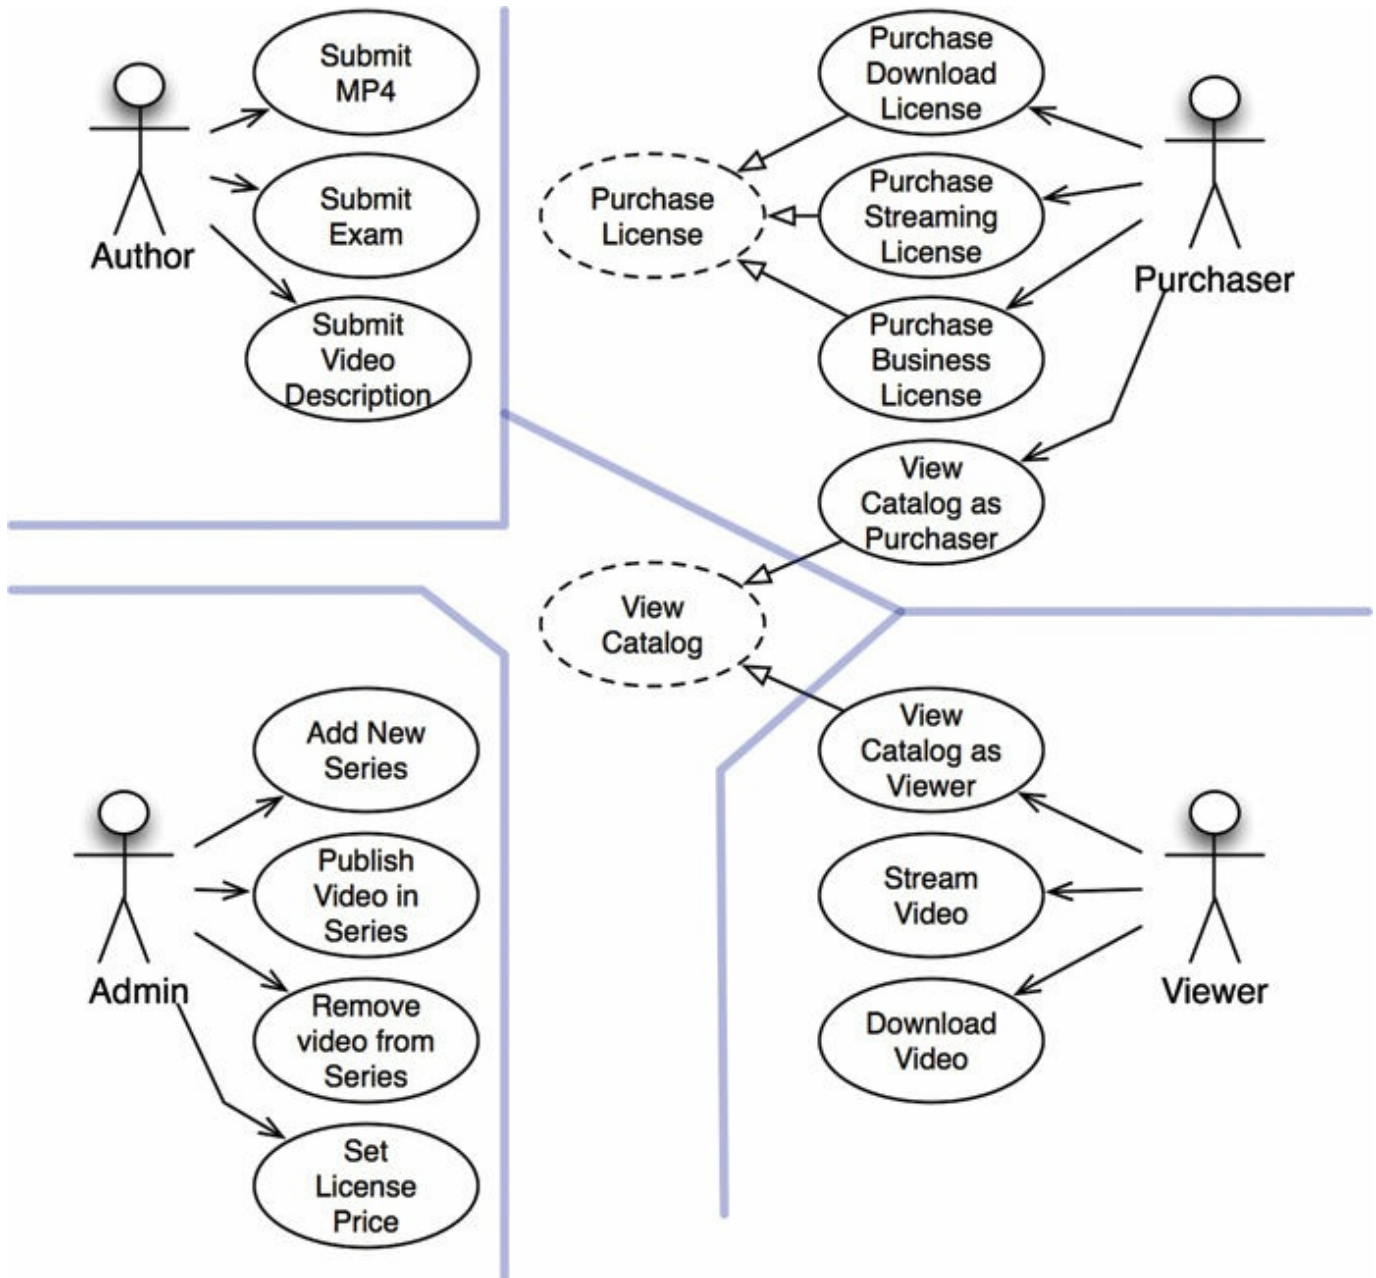 Submit
MP4
Submit
Exam
Submit
Video
Description
Author
Purchase
Download
License
Purchase
License
Purchase
Streaming
License
Purchase
Business
License
Purchaser
View
Catalog as
Purchaser
View
Catalog
Add New
Series
Publish
Video in
Series
Admin
Remove
video from
Series
Set
License
Price
View
Catalog as
Viewer
Stream
Video
Viewer
Download
Video